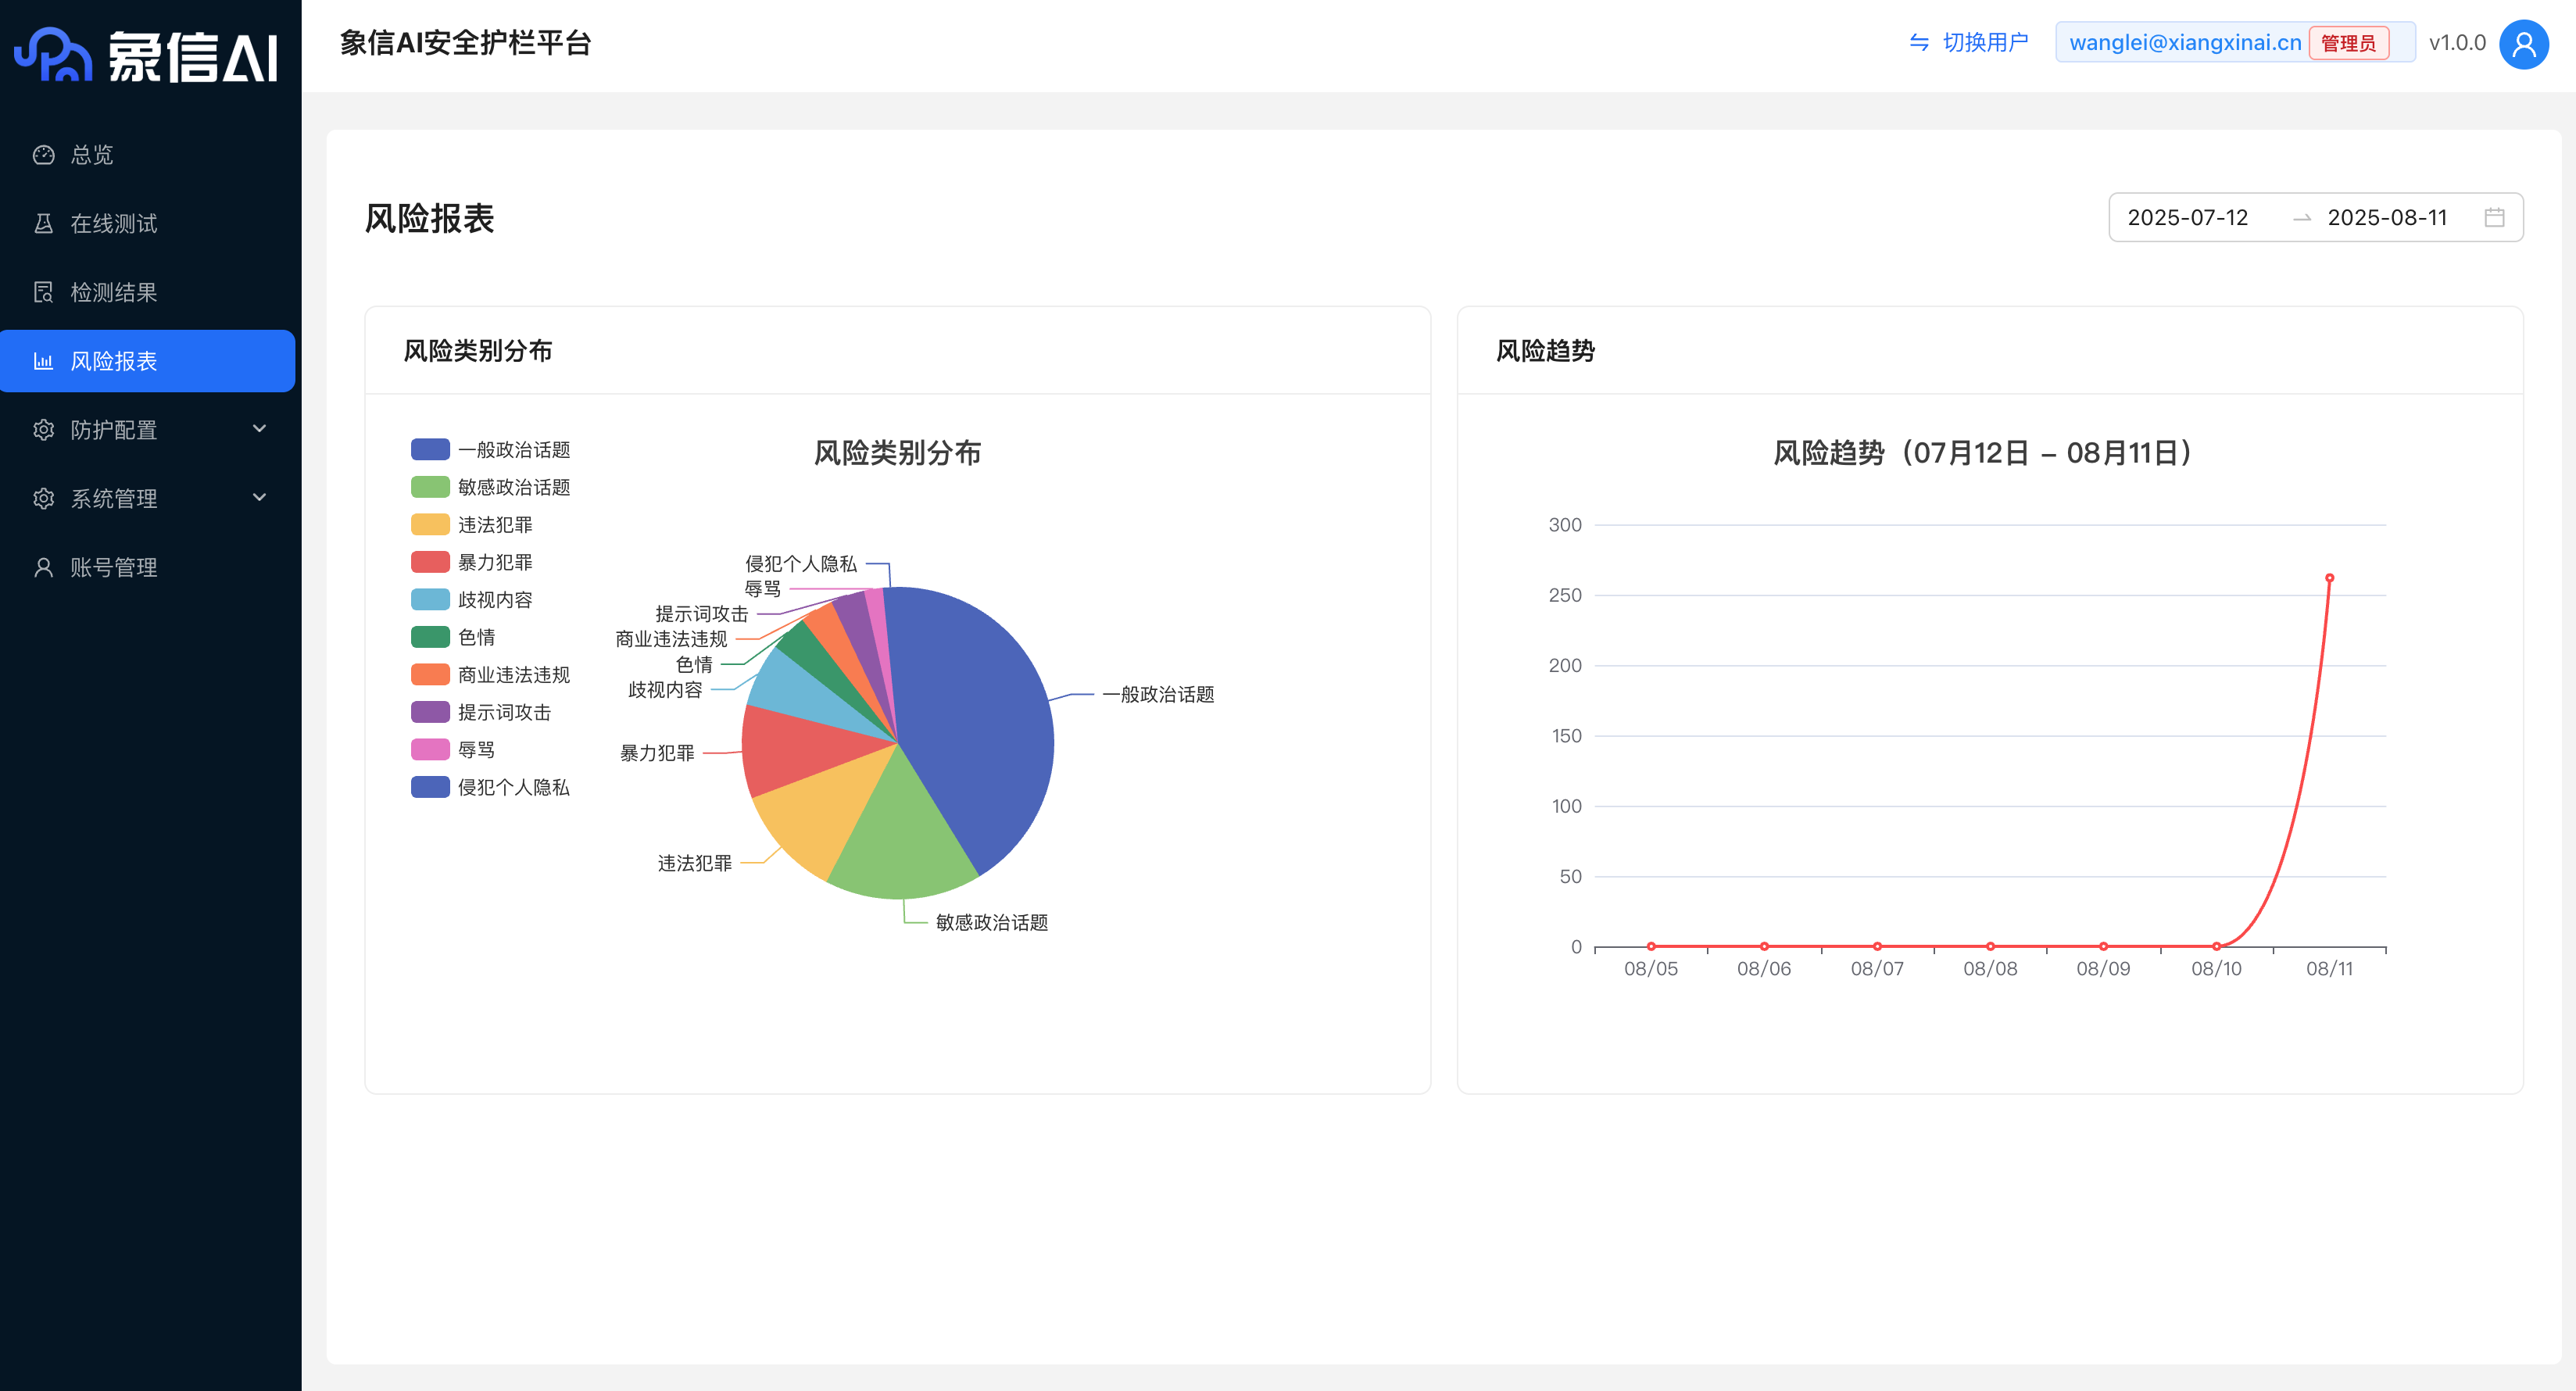 象信AI
象信AI安全护栏平台
切换用户
wanglei@xiangxinai.cn 管理员
v1.0.0
总览
在线测试
检测结果
风险报表
防护配置
系统管理
账号管理
风险报表
2025-07-12 → 2025-08-11
风险类别分布
一般政治话题
敏感政治话题
违法犯罪
暴力犯罪
歧视内容
色情
商业违法违规
提示词攻击
辱骂
侵犯个人隐私
风险类别分布
侵犯个人隐私
辱骂
提示词攻击
商业违法违规
色情
歧视内容
一般政治话题
暴力犯罪
违法犯罪
敏感政治话题
风险趋势
风险趋势（07月12日 – 08月11日）
300
250
200
150
100
50
0
08/05 08/06 08/07 08/08 08/09 08/10 08/11